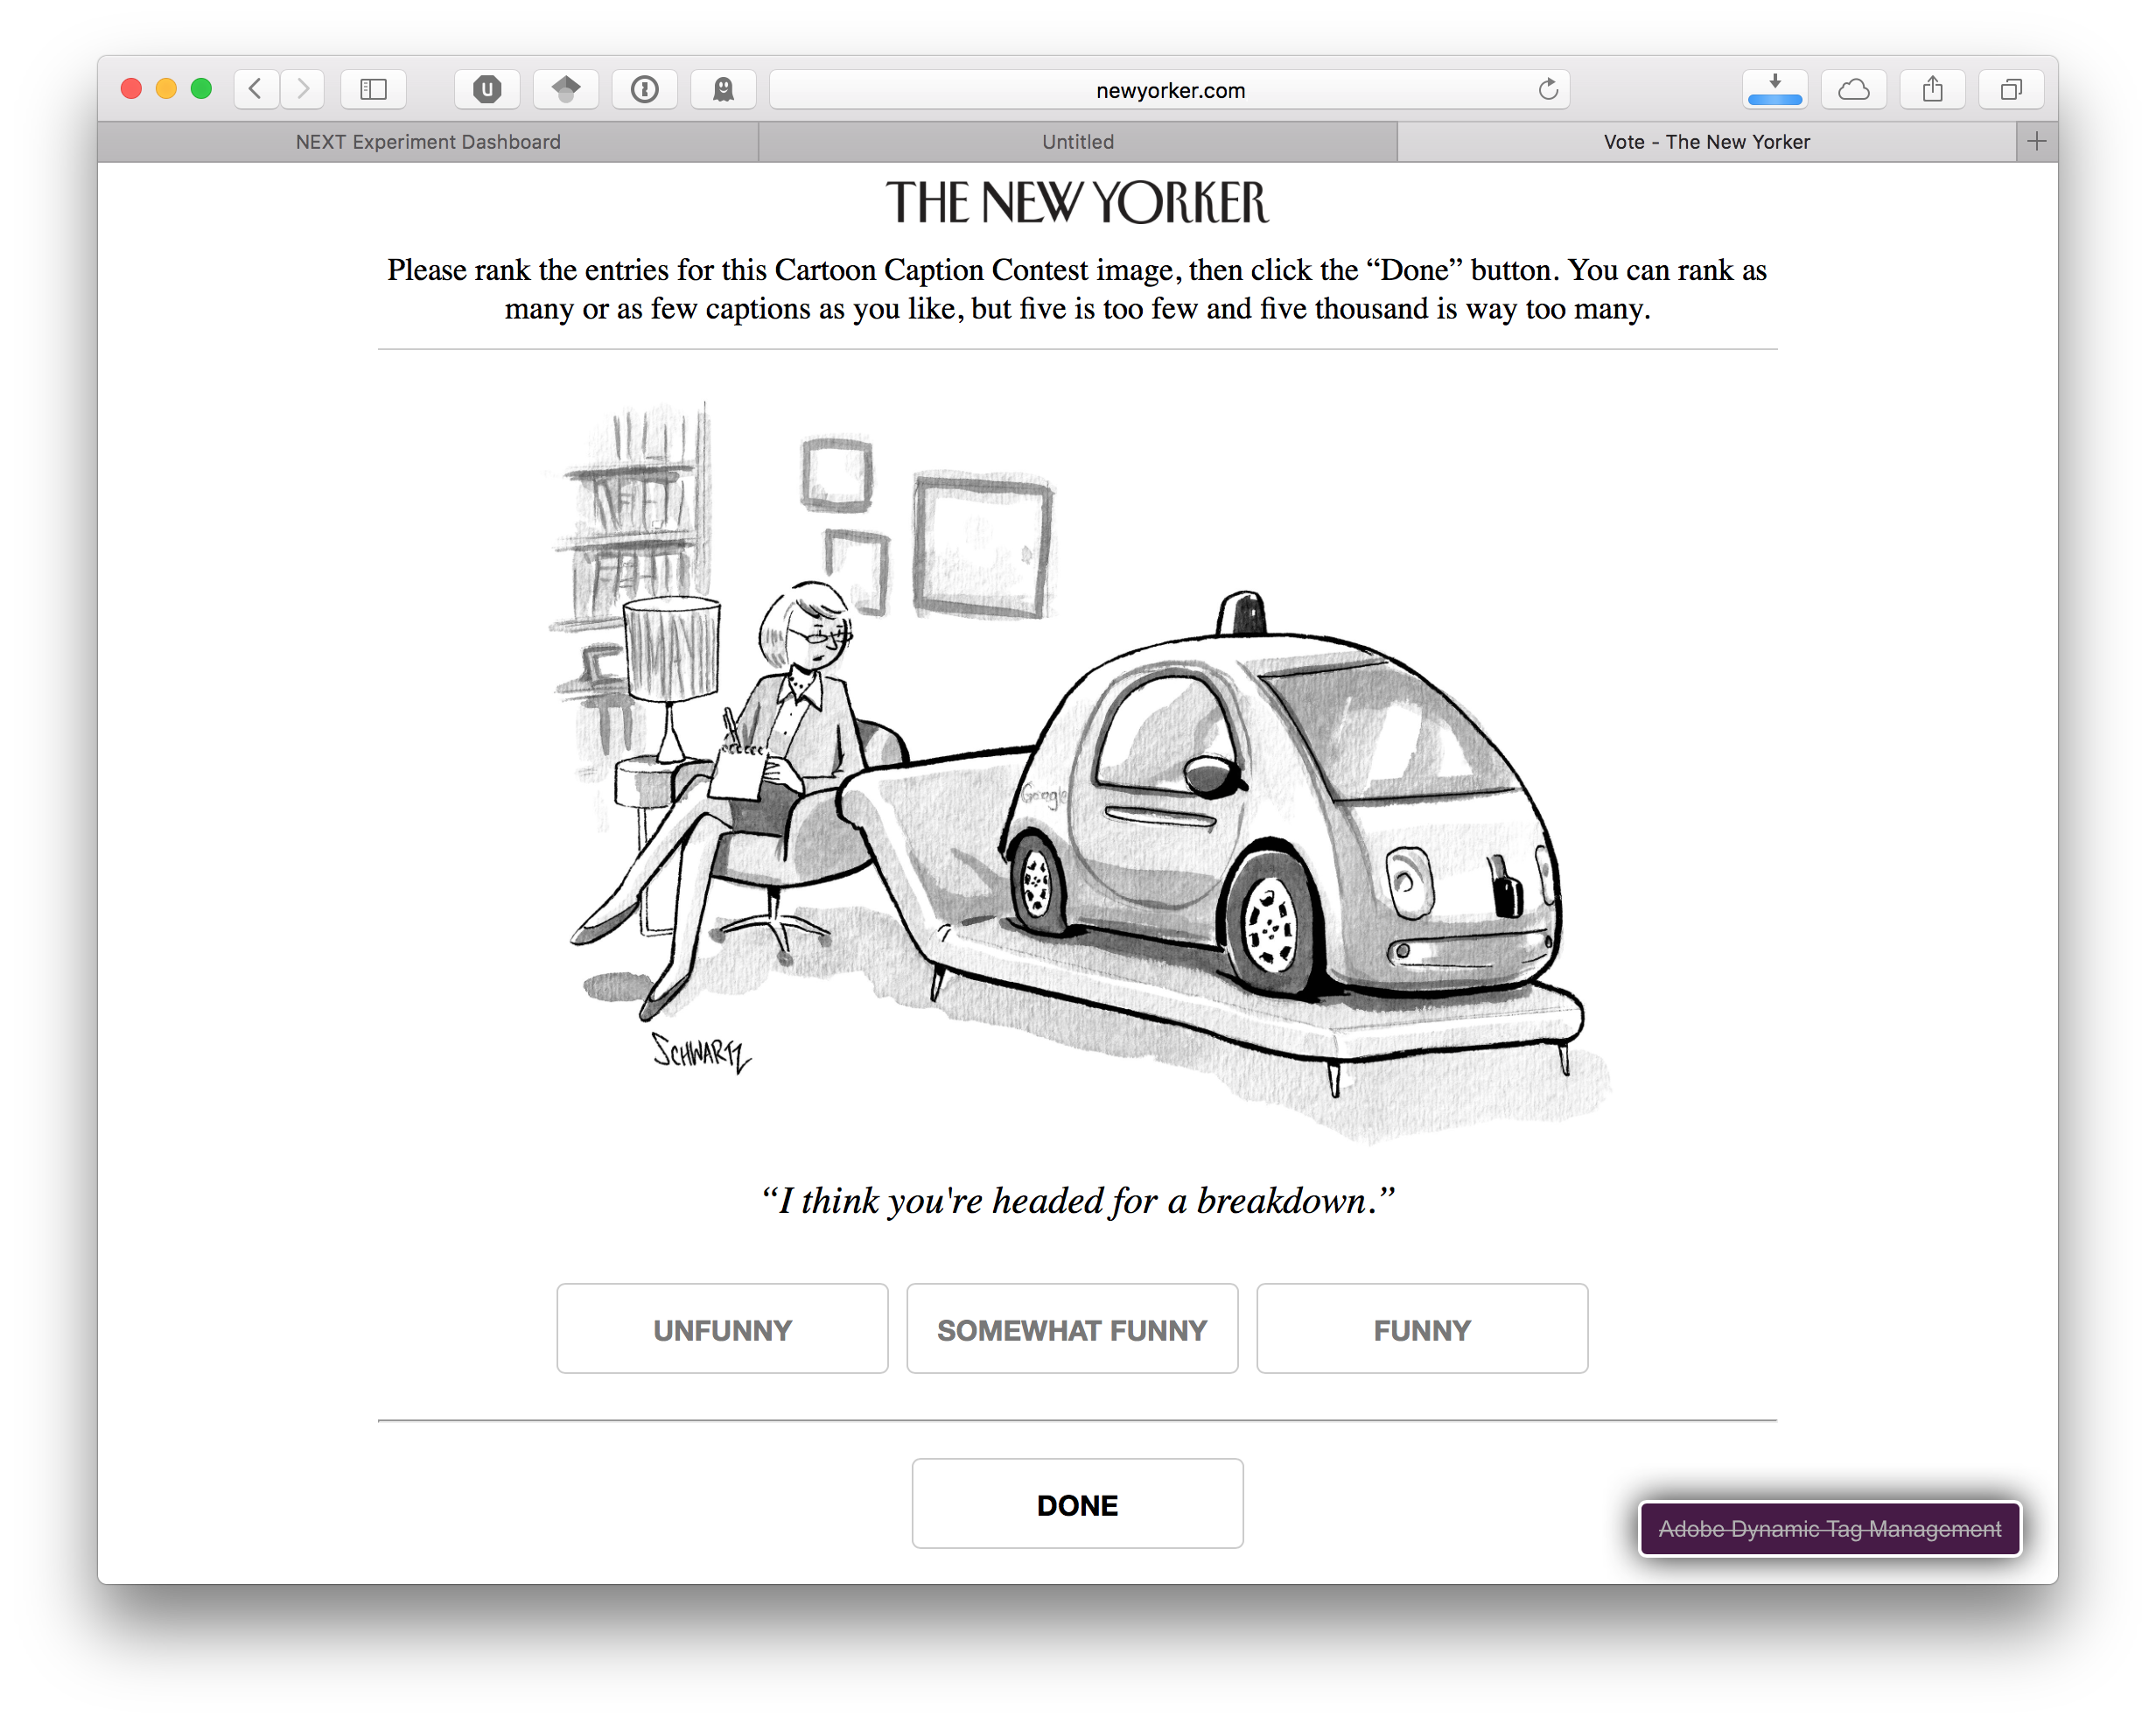 newyorker.com
NEXT Experiment Dashboard
Untitled
Vote - The New Yorker
THE NEW YORKER
Please rank the entries for this Cartoon Caption Contest image, then click the “Done” button. You can rank as
many or as few captions as you like, but five is too few and five thousand is way too many.
Google
SCHWARTZ
“I think you're headed for a breakdown.”
UNFUNNY
SOMEWHAT FUNNY
FUNNY
DONE
Adobe Dynamic Tag Management